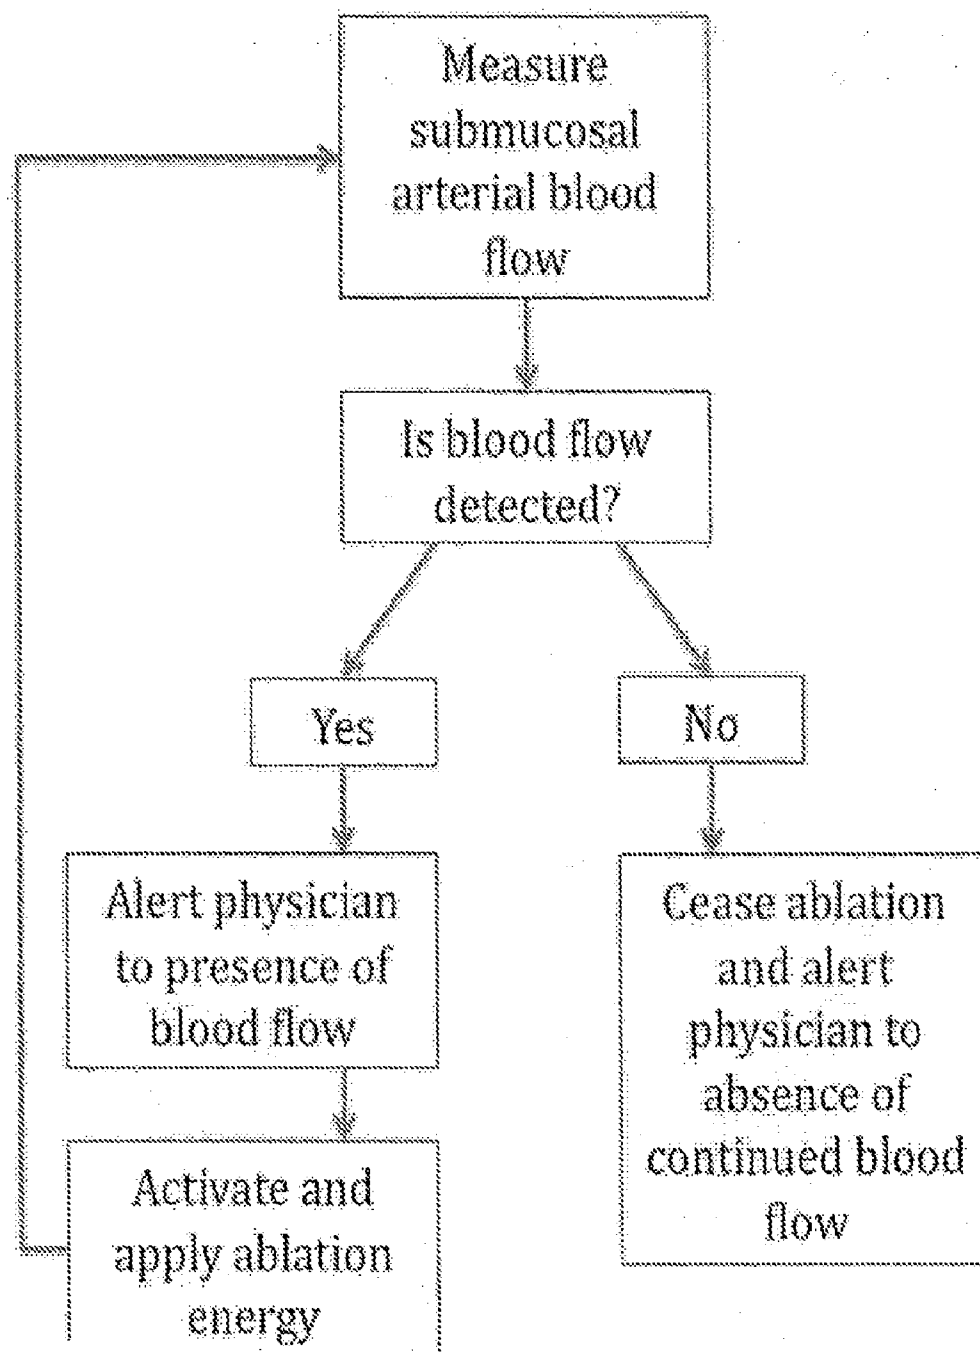 Measure
submucosal
arterial blood
flow
Is blood flow
detected?
Yes
No
Alert physician
to presence of
blood flow
Cease ablation
and alert
physician to
absence of
continued blood
flow
Activate and
apply ablation
energy